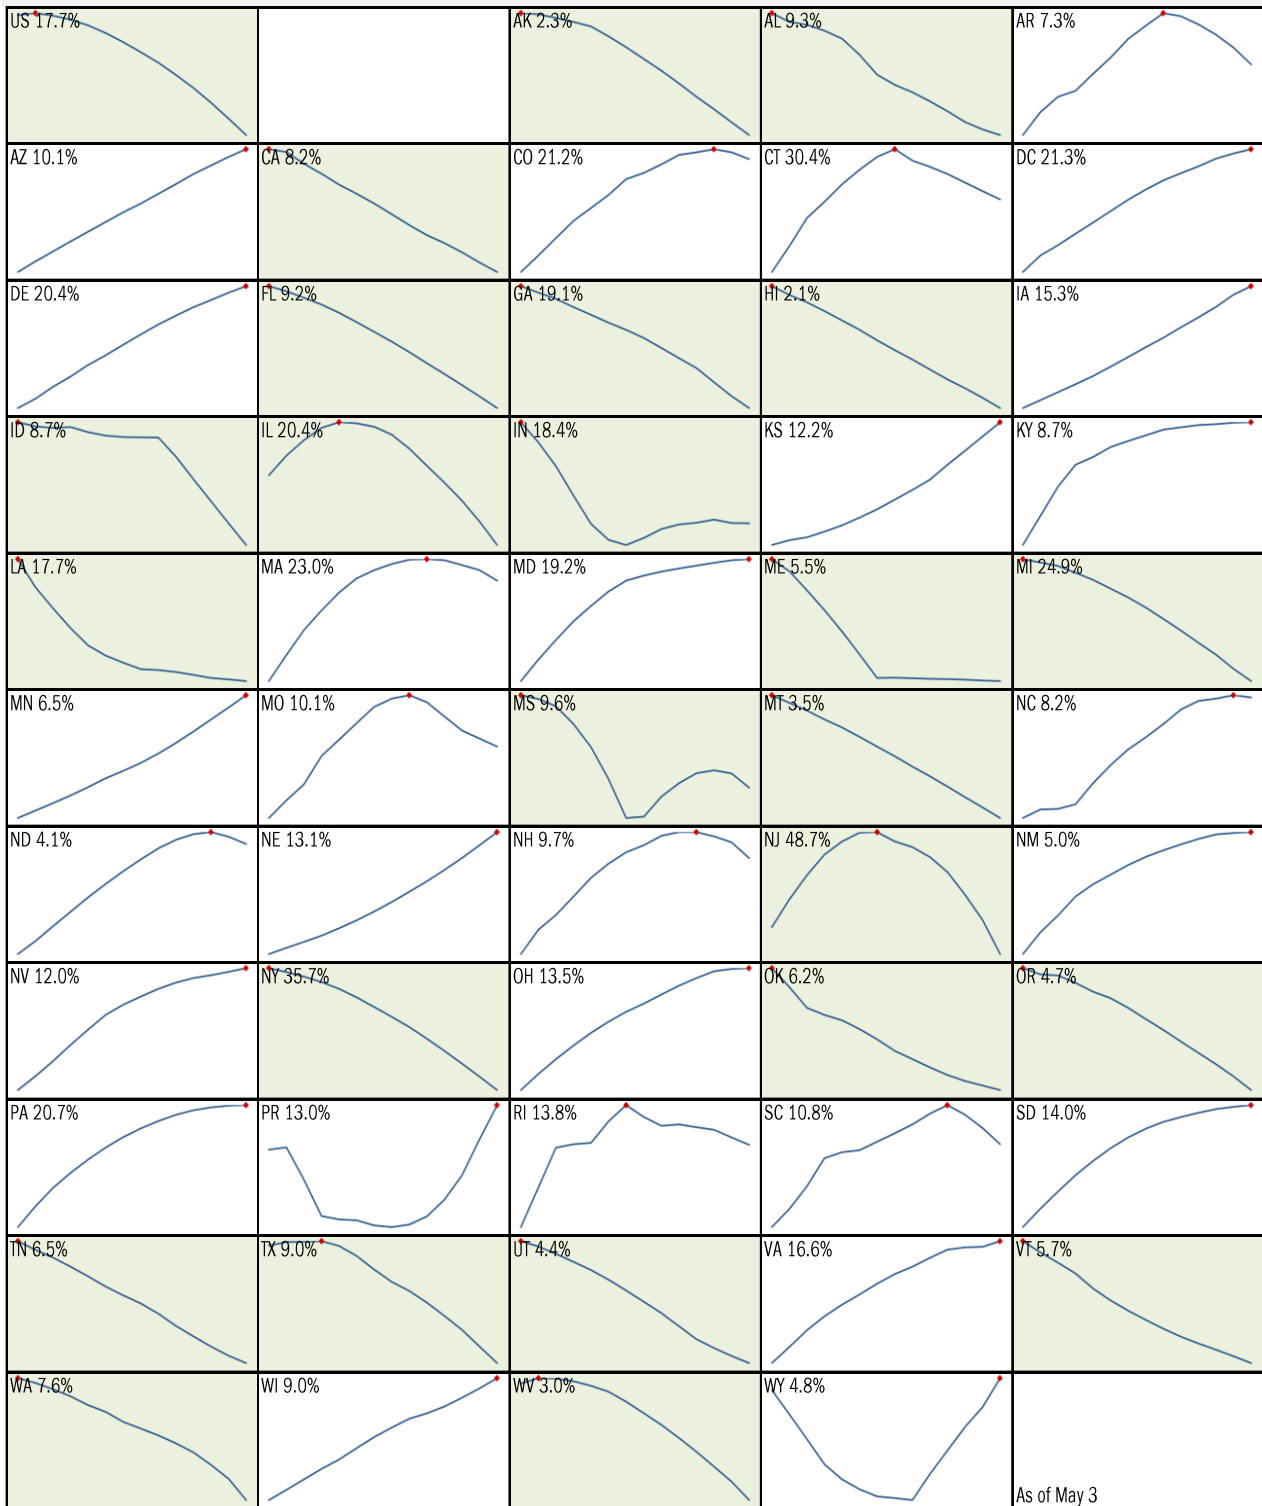 US 17.7%
AK 2.3%
AL 9.3%
AR 7.3%
AZ 10.1%
CA 8.2%
CO 21.2%
CT 30.4%
DC 21.3%
DE 20.4%
FL 9.2%
GA 19.1%
HI 2.1%
IA 15.3%
ID 8.7%
IL 20.4%
IN 18.4%
KS 12.2%
KY 8.7%
LA 17.7%
MA 23.0%
MD 19.2%
ME 5.5%
MI 24.9%
MN 6.5%
MO 10.1%
MS 9.6%
MT 3.5%
NC 8.2%
ND 4.1%
NE 13.1%
NH 9.7%
NJ 48.7%
NM 5.0%
NV 12.0%
NY 35.7%
OH 13.5%
OK 6.2%
OR 4.7%
PA 20.7%
PR 13.0%
RI 13.8%
SC 10.8%
SD 14.0%
TN 6.5%
TX 9.0%
UT 4.4%
VA 16.6%
VT 5.7%
WA 7.6%
WI 9.0%
WV 3.0%
WY 4.8%
As of May 3